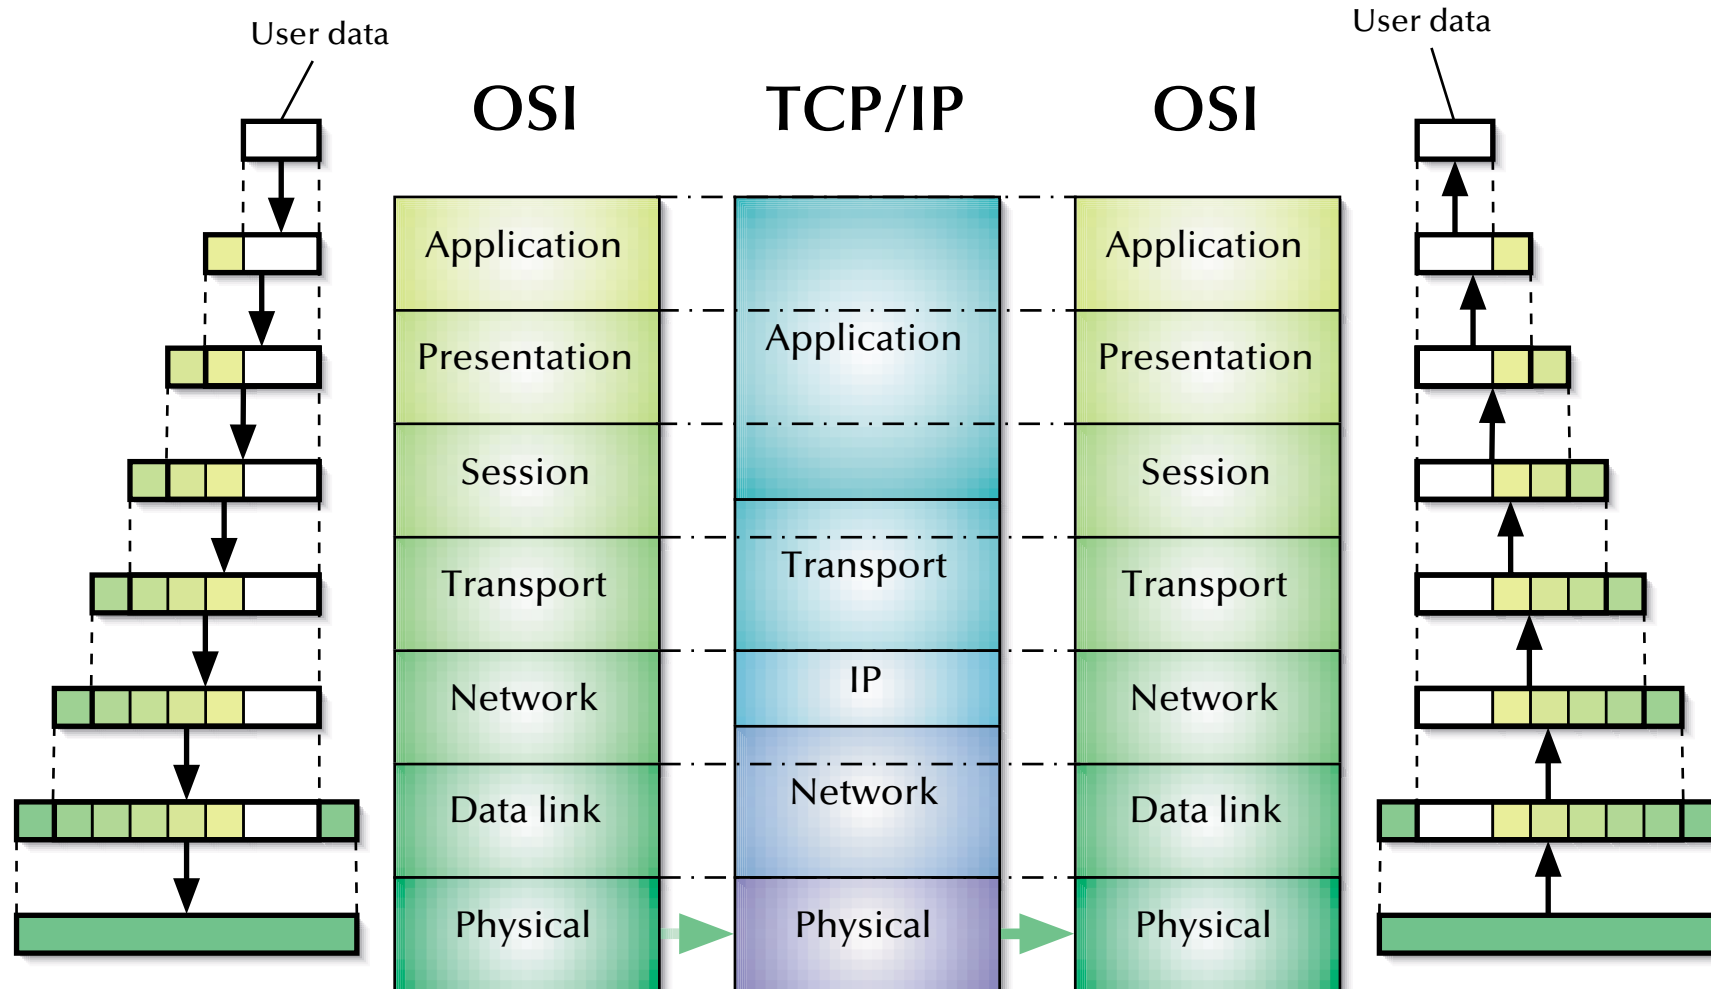 User data
User data
OSI
TCP/IP
OSI
Application
Presentation
Session
Transport
Network
Data link
Physical
Application
Transport
IP
Network
Physical
Application
Presentation
Session
Transport
Network
Data link
Physical